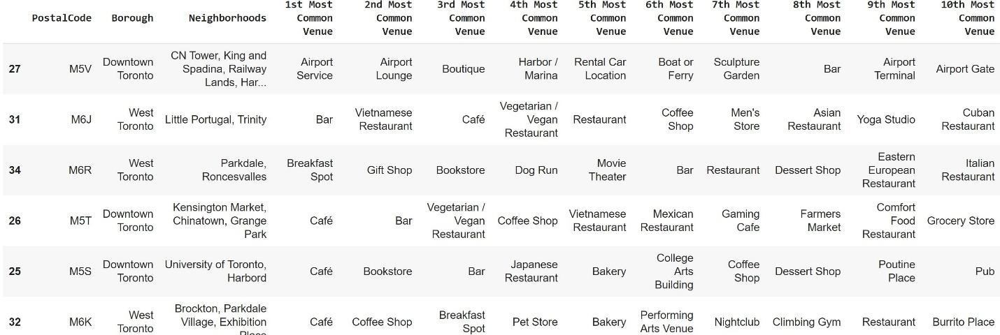 PostalCode
Borough
Neighborhoods
1st Most
Common
Venue
2nd Most
Common
Venue
3rd Most
Common
Venue
4th Most
Common
Venue
5th Most
Common
Venue
6th Most
Common
Venue
7th Most
Common
Venue
8th Most
Common
Venue
9th Most
Common
Venue
10th Most
Common
Venue
27
M5V
Downtown
Toronto
CN Tower, King and
Spadina, Railway
Lands, Har...
Airport
Service
Airport
Lounge
Boutique
Harbor /
Marina
Rental Car
Location
Boat or
Ferry
Sculpture
Garden
Bar
Airport
Terminal
Airport Gate
31
M6J
West
Toronto
Little Portugal, Trinity
Bar
Vietnamese
Restaurant
Café
Vegetarian /
Vegan
Restaurant
Restaurant
Coffee
Shop
Men's
Store
Asian
Restaurant
Yoga Studio
Cuban
Restaurant
34
M6R
West
Toronto
Parkdale,
Roncesvalles
Breakfast
Spot
Gift Shop
Bookstore
Dog Run
Movie
Theater
Bar
Restaurant
Dessert Shop
Eastern
European
Restaurant
Italian
Restaurant
26
M5T
Downtown
Toronto
Kensington Market,
Chinatown, Grange
Park
Café
Bar
Vegetarian /
Vegan
Restaurant
Coffee Shop
Vietnamese
Restaurant
Mexican
Restaurant
Gaming
Cafe
Farmers
Market
Comfort
Food
Restaurant
Grocery Store
25
M5S
Downtown
Toronto
University of Toronto,
Harbord
Café
Bookstore
Bar
Japanese
Restaurant
Bakery
College
Arts
Building
Coffee
Shop
Dessert Shop
Poutine
Place
Pub
32
M6K
West
Toronto
Brockton, Parkdale
Village, Exhibition
Place
Café
Coffee Shop
Breakfast
Spot
Pet Store
Bakery
Performing
Arts Venue
Nightclub
Climbing Gym
Restaurant
Burrito Place